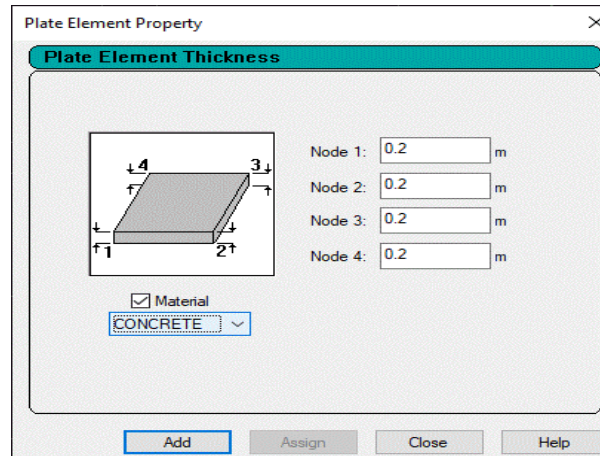 Plate Element Property
Plate Element Thickness
4 3
1 2
Node 1: 0.2 m
Node 2: 0.2 m
Node 3: 0.2 m
Node 4: 0.2 m
Material
CONCRETE
Add Assign Close Help